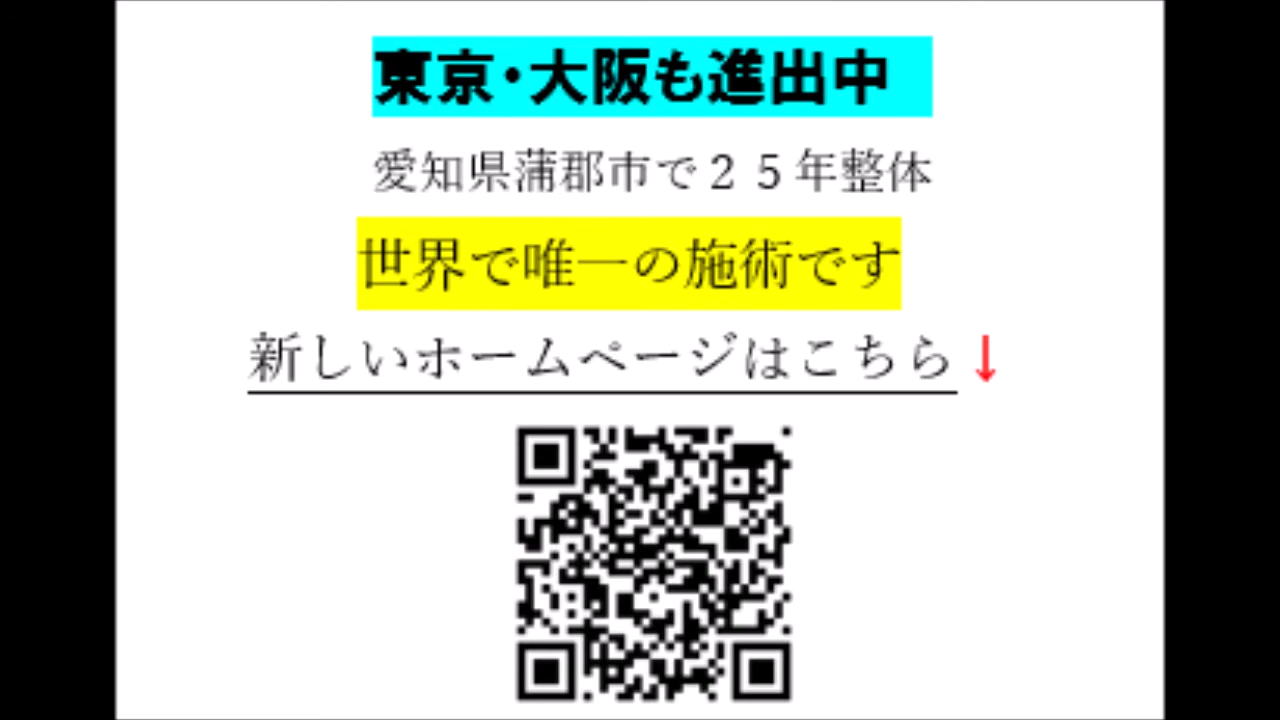 東京・大阪も進出中
愛知県蒲郡市で２５年整体
世界で唯一の施術です
新しいホームページはこちら↓